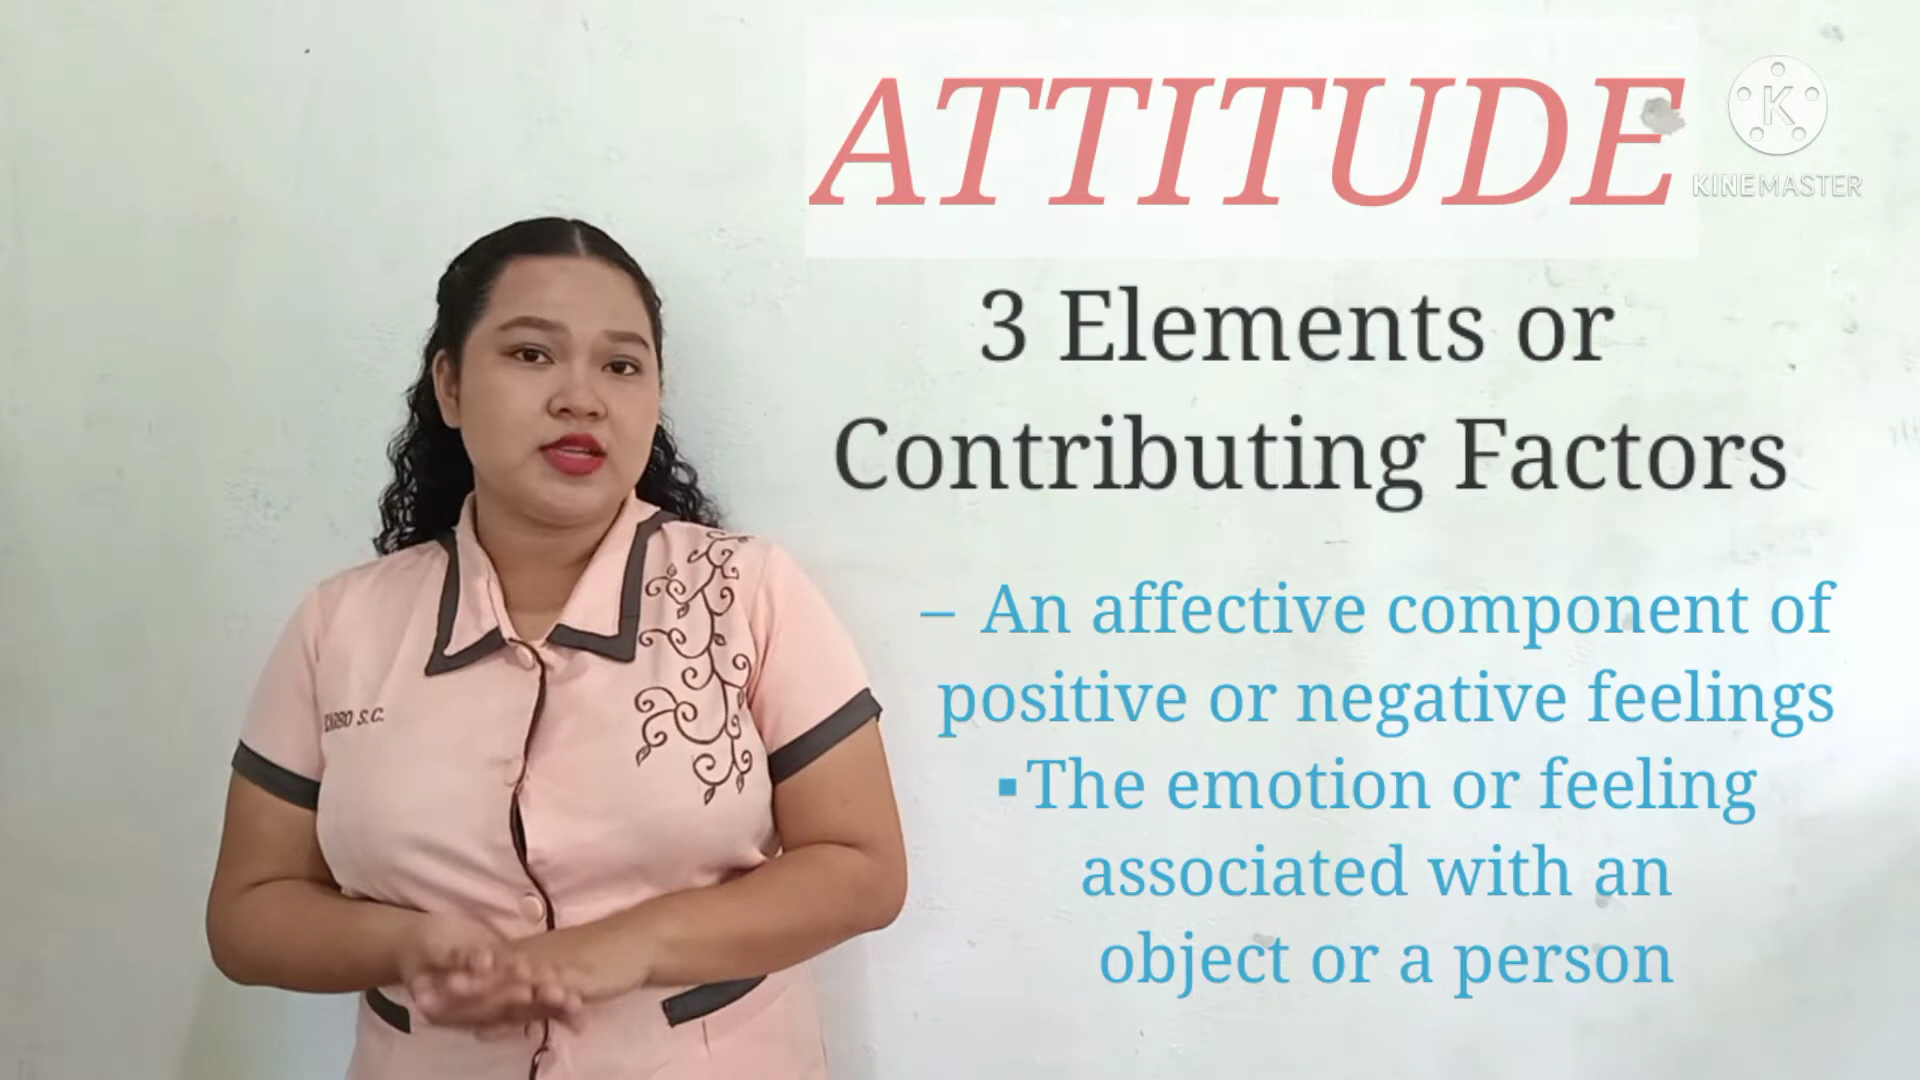 ATTITUDE
K
KINEMASTER
3 Elements or
Contributing Factors
– An affective component of
positive or negative feelings
▪The emotion or feeling
associated with an
object or a person
S.C.